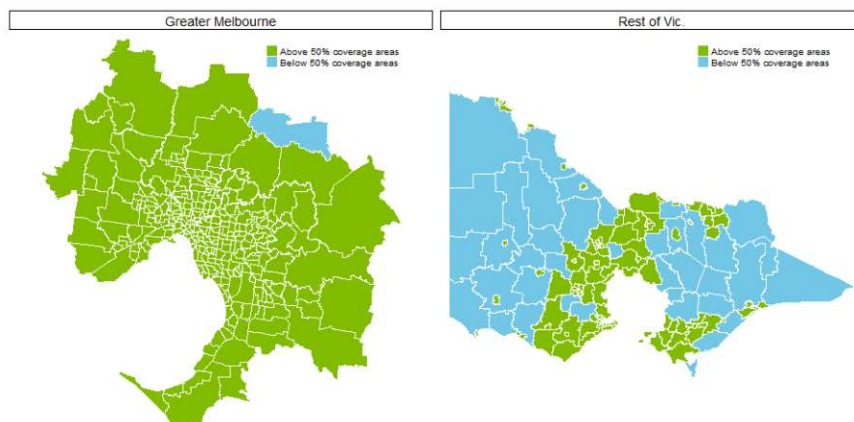 Greater Melbourne
Above 50% coverage areas
Below 50% coverage areas
Rest of Vic.
Above 50% coverage areas
Below 50% coverage areas